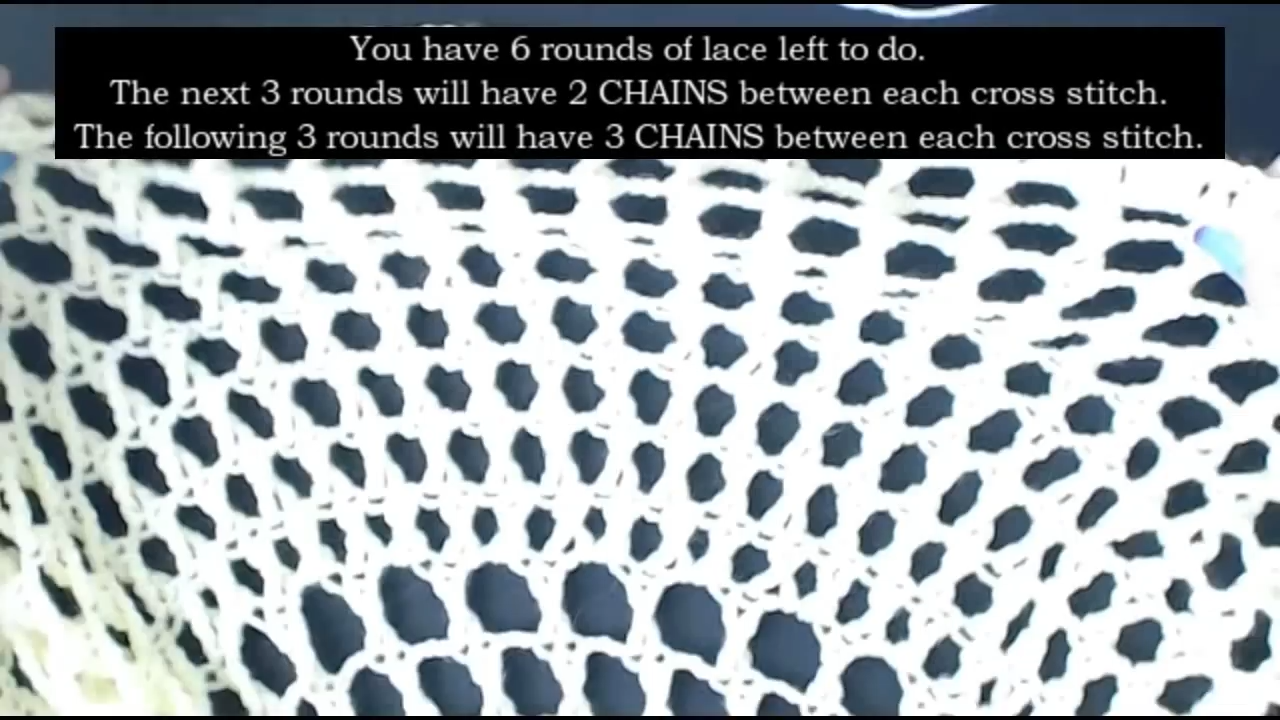 You have 6 rounds of lace left to do.
The next 3 rounds will have 2 CHAINS between each cross stitch.
The following 3 rounds will have 3 CHAINS between each cross stitch.